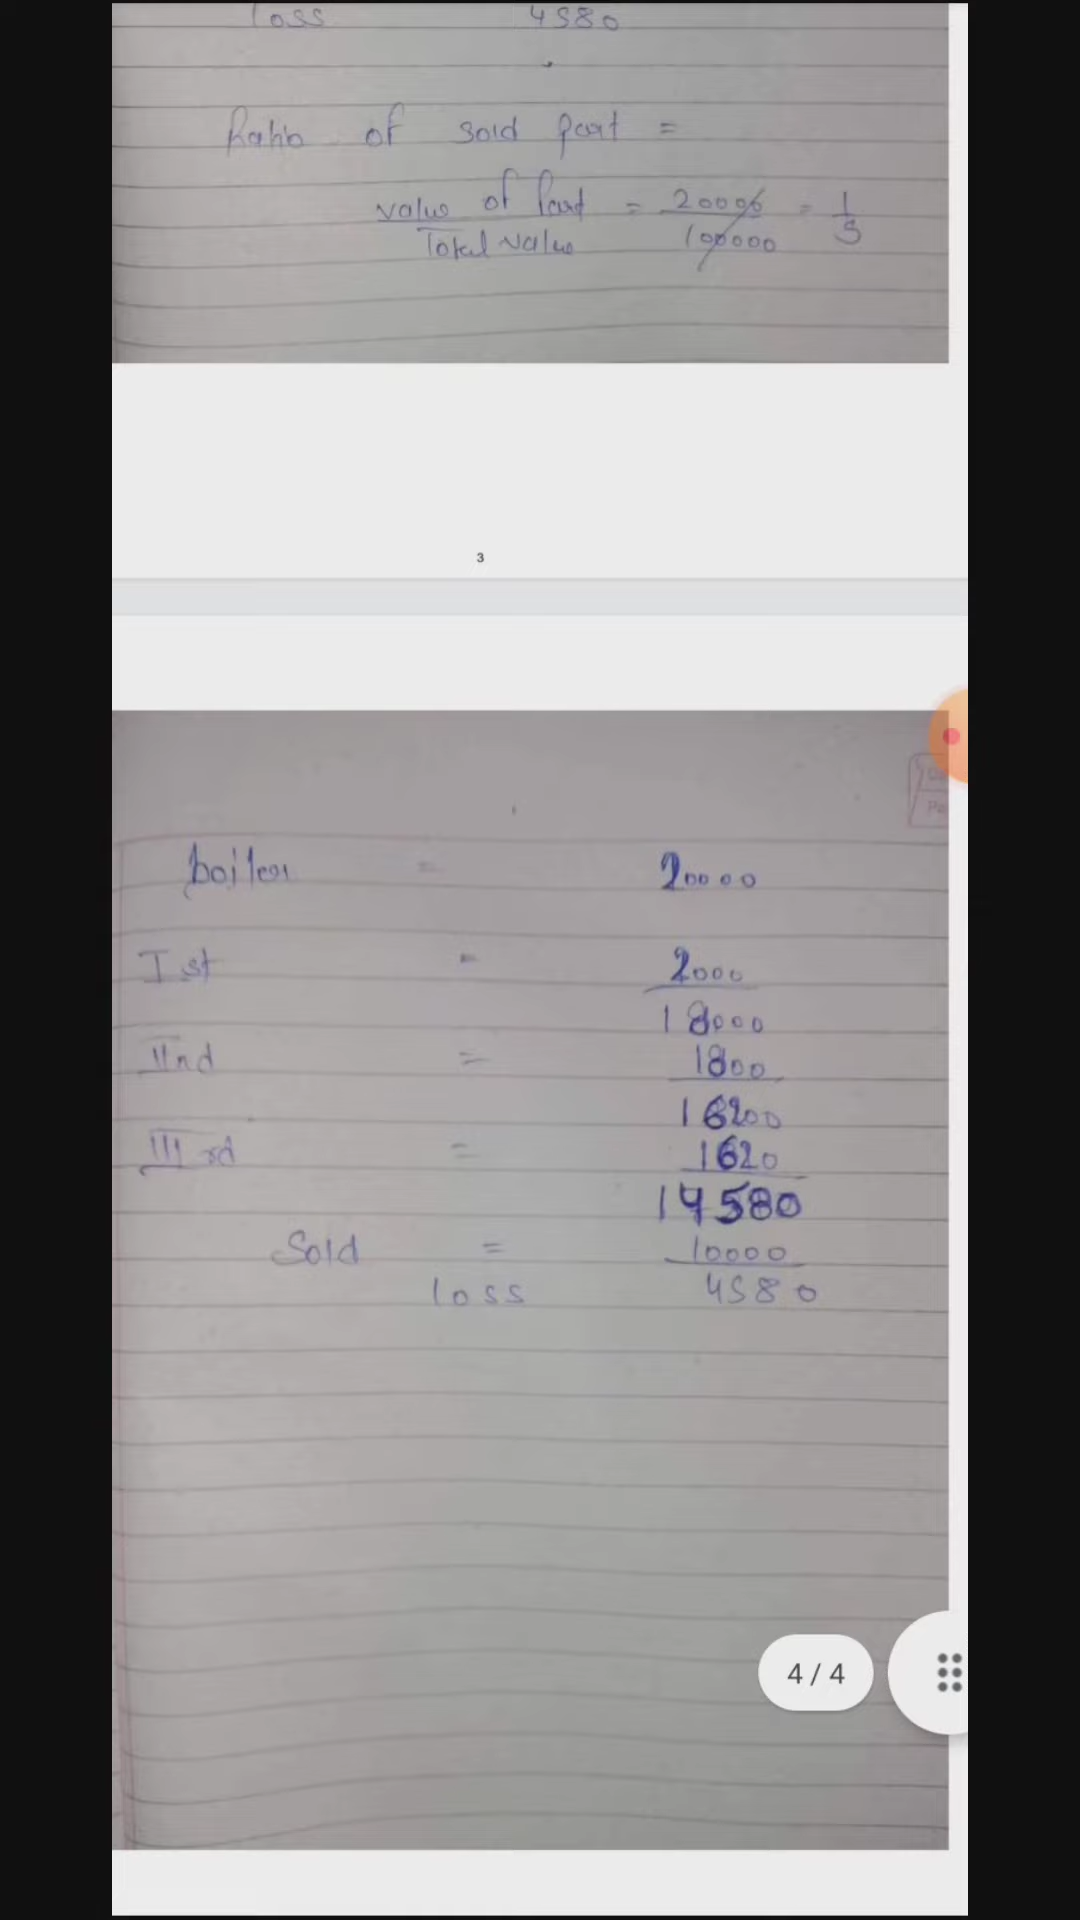 loss 4580
Ratio of sold part =
value of Part = 20000 = 1
Total value 100000 5
3
boiler = 20000
Ist = 2000
18000
IInd = 1800
16200
IIIrd = 1620
14580
Sold = 10000
loss 4580
4 / 4